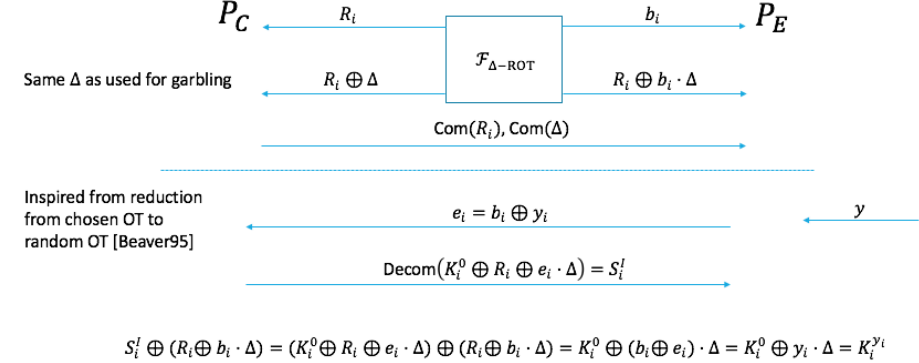 P_C R_i b_i P_E
ℱ_{Δ−ROT}
Same Δ as used for garbling R_i ⊕ Δ R_i ⊕ b_i · Δ
Com(R_i), Com(Δ)
Inspired from reduction
from chosen OT to
random OT [Beaver95]
e_i = b_i ⊕ y_i
y
Decom(K_i^0 ⊕ R_i ⊕ e_i · Δ) = S_i^I
S_i^I ⊕ (R_i ⊕ b_i · Δ) = (K_i^0 ⊕ R_i ⊕ e_i · Δ) ⊕ (R_i ⊕ b_i · Δ) = K_i^0 ⊕ (b_i ⊕ e_i) · Δ = K_i^0 ⊕ y_i · Δ = K_i^{y_i}